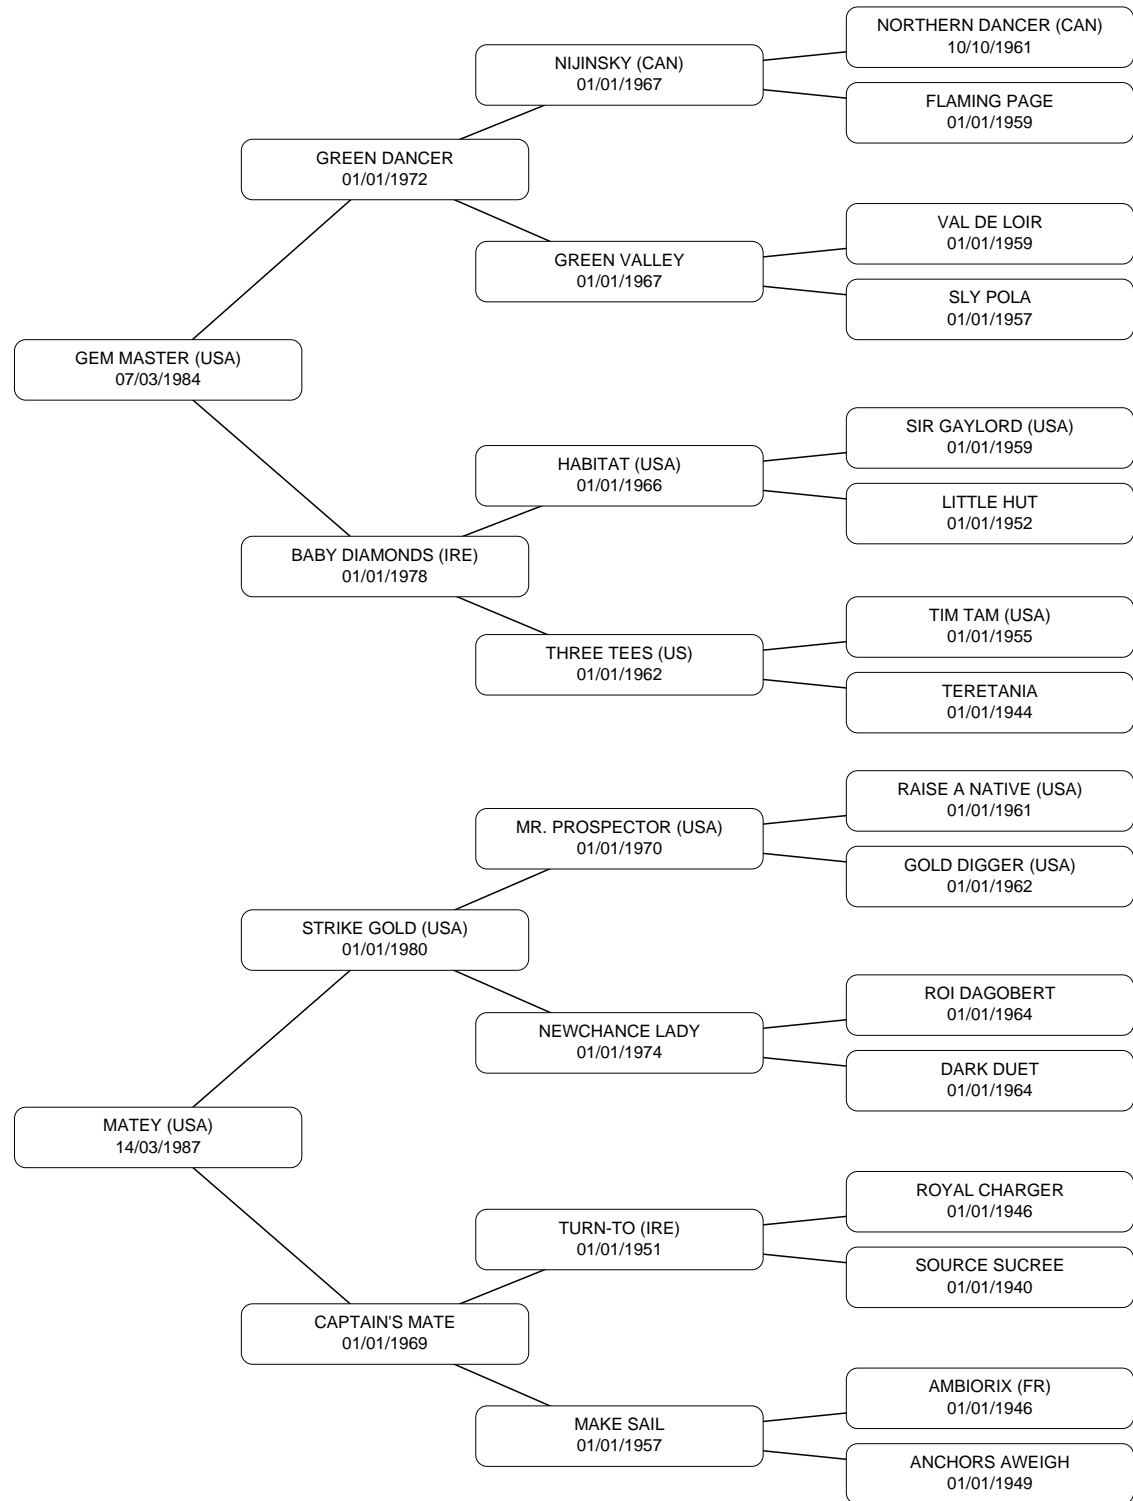 NORTHERN DANCER (CAN)
10/10/1961
NIJINSKY (CAN)
01/01/1967
FLAMING PAGE
01/01/1959
GREEN DANCER
01/01/1972
VAL DE LOIR
01/01/1959
GREEN VALLEY
01/01/1967
SLY POLA
01/01/1957
GEM MASTER (USA)
07/03/1984
SIR GAYLORD (USA)
01/01/1959
HABITAT (USA)
01/01/1966
LITTLE HUT
01/01/1952
BABY DIAMONDS (IRE)
01/01/1978
TIM TAM (USA)
01/01/1955
THREE TEES (US)
01/01/1962
TERETANIA
01/01/1944
RAISE A NATIVE (USA)
01/01/1961
MR. PROSPECTOR (USA)
01/01/1970
GOLD DIGGER (USA)
01/01/1962
STRIKE GOLD (USA)
01/01/1980
ROI DAGOBERT
01/01/1964
NEWCHANCE LADY
01/01/1974
DARK DUET
01/01/1964
MATEY (USA)
14/03/1987
ROYAL CHARGER
01/01/1946
TURN-TO (IRE)
01/01/1951
SOURCE SUCREE
01/01/1940
CAPTAIN'S MATE
01/01/1969
AMBIORIX (FR)
01/01/1946
MAKE SAIL
01/01/1957
ANCHORS AWEIGH
01/01/1949